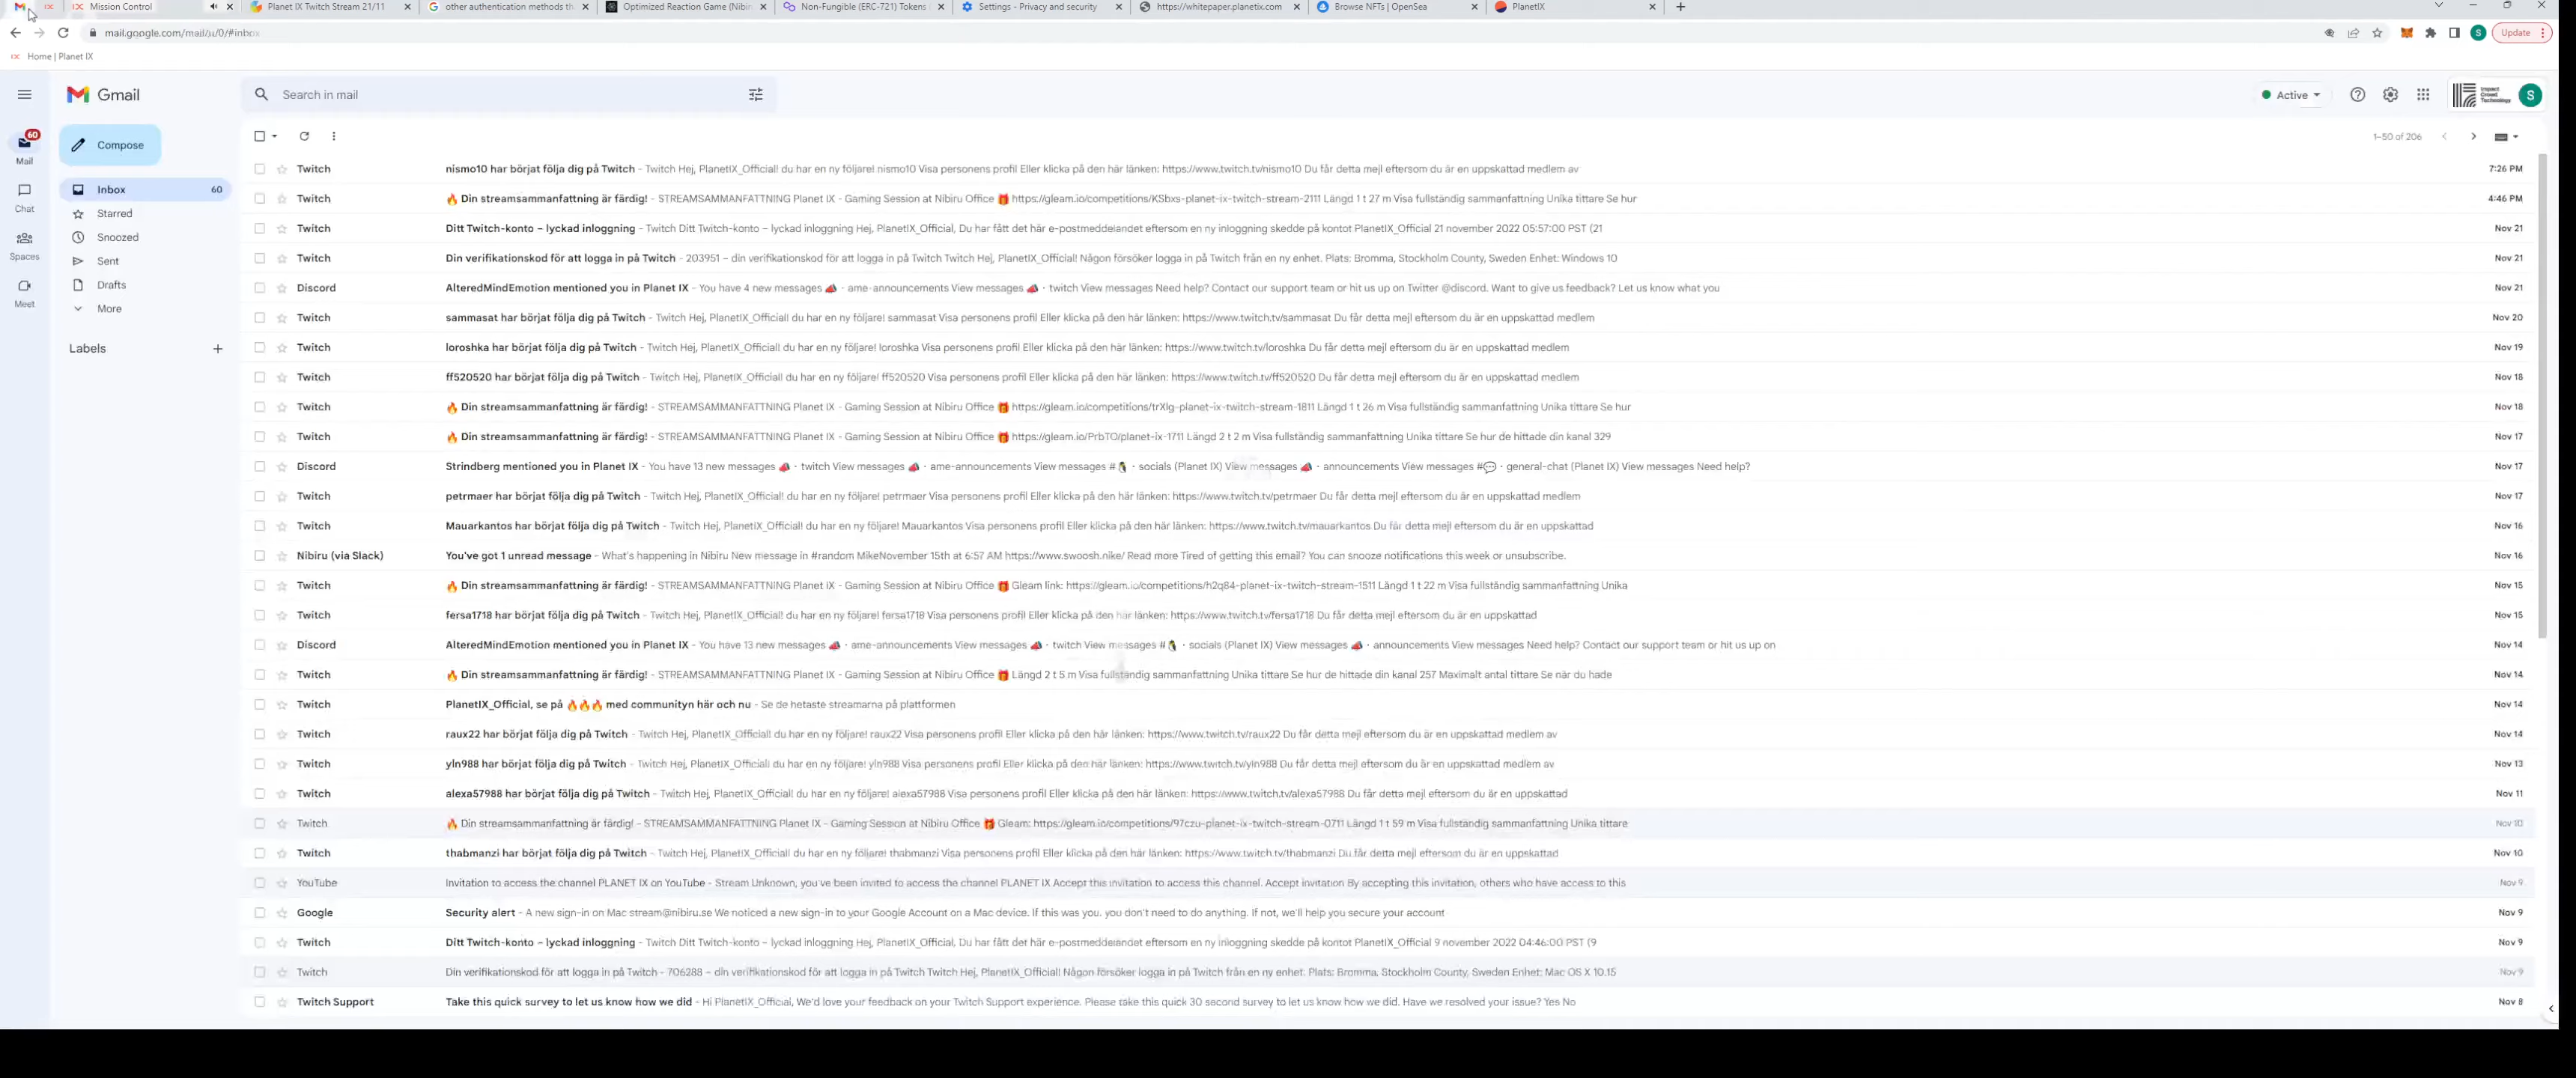 Mission Control
Planet IX Twitch Stream 21/11
other authentication methods th
Optimized Reaction Game (Nibiru
Non-Fungible (ERC-721) Tokens
Settings - Privacy and security
https://whitepaper.planetix.com
Browse NFTs | OpenSea
PlanetIX
mail.google.com/mail/u/0/#inbox
Update
Home | Planet IX
Gmail
Search in mail
Active
Impact Crowd Technology
S
60
Mail
Compose
1–50 of 206
Chat
Spaces
Meet
Inbox 60
Starred
Snoozed
Sent
Drafts
More
Labels
Twitch nismo10 har börjat följa dig på Twitch - Twitch Hej, PlanetIX_Official! du har en ny följare! nismo10 Visa personens profil Eller klicka på den här länken: https://www.twitch.tv/nismo10 Du får detta mejl eftersom du är en uppskattad medlem av 7:26 PM
Twitch 🔥 Din streamsammanfattning är färdig! - STREAMSAMMANFATTNING Planet IX - Gaming Session at Nibiru Office 🎁 https://gleam.io/competitions/KSbxs-planet-ix-twitch-stream-2111 Längd 1 t 27 m Visa fullständig sammanfattning Unika tittare Se hur 4:46 PM
Twitch Ditt Twitch-konto – lyckad inloggning - Twitch Ditt Twitch-konto – lyckad inloggning Hej, PlanetIX_Official, Du har fått det här e-postmeddelandet eftersom en ny inloggning skedde på kontot PlanetIX_Official 21 november 2022 05:57:00 PST (21 Nov 21
Twitch Din verifikationskod för att logga in på Twitch - 203951 – din verifikationskod för att logga in på Twitch Twitch Hej, PlanetIX_Official! Någon försöker logga in på Twitch från en ny enhet. Plats: Bromma, Stockholm County, Sweden Enhet: Windows 10 Nov 21
Discord AlteredMindEmotion mentioned you in Planet IX - You have 4 new messages 📣 · ame-announcements View messages 📣 · twitch View messages Need help? Contact our support team or hit us up on Twitter @discord. Want to give us feedback? Let us know what you Nov 21
Twitch sammasat har börjat följa dig på Twitch - Twitch Hej, PlanetIX_Official! du har en ny följare! sammasat Visa personens profil Eller klicka på den här länken: https://www.twitch.tv/sammasat Du får detta mejl eftersom du är en uppskattad medlem Nov 20
Twitch loroshka har börjat följa dig på Twitch - Twitch Hej, PlanetIX_Official! du har en ny följare! loroshka Visa personens profil Eller klicka på den här länken: https://www.twitch.tv/loroshka Du får detta mejl eftersom du är en uppskattad medlem Nov 19
Twitch ff520520 har börjat följa dig på Twitch - Twitch Hej, PlanetIX_Official! du har en ny följare! ff520520 Visa personens profil Eller klicka på den här länken: https://www.twitch.tv/ff520520 Du får detta mejl eftersom du är en uppskattad medlem Nov 18
Twitch 🔥 Din streamsammanfattning är färdig! - STREAMSAMMANFATTNING Planet IX - Gaming Session at Nibiru Office 🎁 https://gleam.io/competitions/trXlg-planet-ix-twitch-stream-1811 Längd 1 t 26 m Visa fullständig sammanfattning Unika tittare Se hur Nov 18
Twitch 🔥 Din streamsammanfattning är färdig! - STREAMSAMMANFATTNING Planet IX - Gaming Session at Nibiru Office 🎁 https://gleam.io/PrbTO/planet-ix-1711 Längd 2 t 2 m Visa fullständig sammanfattning Unika tittare Se hur de hittade din kanal 329 Nov 17
Discord Strindberg mentioned you in Planet IX - You have 13 new messages 📣 · twitch View messages 📣 · ame-announcements View messages #🐧 · socials (Planet IX) View messages 📣 · announcements View messages #💬 · general-chat (Planet IX) View messages Need help? Nov 17
Twitch petrmaer har börjat följa dig på Twitch - Twitch Hej, PlanetIX_Official! du har en ny följare! petrmaer Visa personens profil Eller klicka på den här länken: https://www.twitch.tv/petrmaer Du får detta mejl eftersom du är en uppskattad medlem Nov 17
Twitch Mauarkantos har börjat följa dig på Twitch - Twitch Hej, PlanetIX_Official! du har en ny följare! Mauarkantos Visa personens profil Eller klicka på den här länken: https://www.twitch.tv/mauarkantos Du får detta mejl eftersom du är en uppskattad Nov 16
Nibiru (via Slack) You've got 1 unread message - What's happening in Nibiru New message in #random MikeNovember 15th at 6:57 AM https://www.swoosh.nike/ Read more Tired of getting this email? You can snooze notifications this week or unsubscribe. Nov 16
Twitch 🔥 Din streamsammanfattning är färdig! - STREAMSAMMANFATTNING Planet IX - Gaming Session at Nibiru Office 🎁 Gleam link: https://gleam.io/competitions/h2q84-planet-ix-twitch-stream-1511 Längd 1 t 22 m Visa fullständig sammanfattning Unika Nov 15
Twitch fersa1718 har börjat följa dig på Twitch - Twitch Hej, PlanetIX_Official! du har en ny följare! fersa1718 Visa personens profil Eller klicka på den här länken: https://www.twitch.tv/fersa1718 Du får detta mejl eftersom du är en uppskattad Nov 15
Discord AlteredMindEmotion mentioned you in Planet IX - You have 13 new messages 📣 · ame-announcements View messages 📣 · twitch View messages #🐧 · socials (Planet IX) View messages 📣 · announcements View messages Need help? Contact our support team or hit us up on Nov 14
Twitch 🔥 Din streamsammanfattning är färdig! - STREAMSAMMANFATTNING Planet IX - Gaming Session at Nibiru Office 🎁 Längd 2 t 5 m Visa fullständig sammanfattning Unika tittare Se hur de hittade din kanal 257 Maximalt antal tittare Se när du hade Nov 14
Twitch PlanetIX_Official, se på 🔥🔥🔥 med communityn här och nu - Se de hetaste streamarna på plattformen Nov 14
Twitch raux22 har börjat följa dig på Twitch - Twitch Hej, PlanetIX_Official! du har en ny följare! raux22 Visa personens profil Eller klicka på den här länken: https://www.twitch.tv/raux22 Du får detta mejl eftersom du är en uppskattad medlem av Nov 14
Twitch yln988 har börjat följa dig på Twitch - Twitch Hej, PlanetIX_Official! du har en ny följare! yln988 Visa personens profil Eller klicka på den här länken: https://www.twitch.tv/yln988 Du får detta mejl eftersom du är en uppskattad medlem av Nov 13
Twitch alexa57988 har börjat följa dig på Twitch - Twitch Hej, PlanetIX_Official! du har en ny följare! alexa57988 Visa personens profil Eller klicka på den här länken: https://www.twitch.tv/alexa57988 Du får detta mejl eftersom du är en uppskattad Nov 11
Twitch 🔥 Din streamsammanfattning är färdig! - STREAMSAMMANFATTNING Planet IX - Gaming Session at Nibiru Office 🎁 Gleam: https://gleam.io/competitions/97czu-planet-ix-twitch-stream-0711 Längd 1 t 59 m Visa fullständig sammanfattning Unika tittare Nov 10
Twitch thabmanzi har börjat följa dig på Twitch - Twitch Hej, PlanetIX_Official! du har en ny följare! thabmanzi Visa personens profil Eller klicka på den här länken: https://www.twitch.tv/thabmanzi Du får detta mejl eftersom du är en uppskattad Nov 10
YouTube Invitation to access the channel PLANET IX on YouTube - Stream Unknown, you've been invited to access the channel PLANET IX Accept this invitation to access this channel. Accept invitation By accepting this invitation, others who have access to this Nov 9
Google Security alert - A new sign-in on Mac stream@nibiru.se We noticed a new sign-in to your Google Account on a Mac device. If this was you, you don't need to do anything. If not, we'll help you secure your account Nov 9
Twitch Ditt Twitch-konto – lyckad inloggning - Twitch Ditt Twitch-konto – lyckad inloggning Hej, PlanetIX_Official, Du har fått det här e-postmeddelandet eftersom en ny inloggning skedde på kontot PlanetIX_Official 9 november 2022 04:46:00 PST (9 Nov 9
Twitch Din verifikationskod för att logga in på Twitch - 706288 – din verifikationskod för att logga in på Twitch Twitch Hej, PlanetIX_Official! Någon försöker logga in på Twitch från en ny enhet. Plats: Bromma, Stockholm County, Sweden Enhet: Mac OS X 10.15 Nov 9
Twitch Support Take this quick survey to let us know how we did - Hi PlanetIX_Official, We'd love your feedback on your Twitch Support experience. Please take this quick 30 second survey to let us know how we did. Have we resolved your issue? Yes No Nov 8